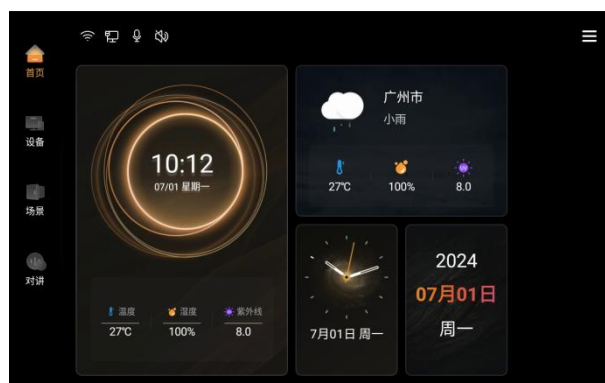 首页
设备
场景
对讲
10:12
07/01 星期一
温度 湿度 紫外线
27℃ 100% 8.0
广州市
小雨
27℃ 100% 8.0
7月01日 周一
2024
07月01日
周一